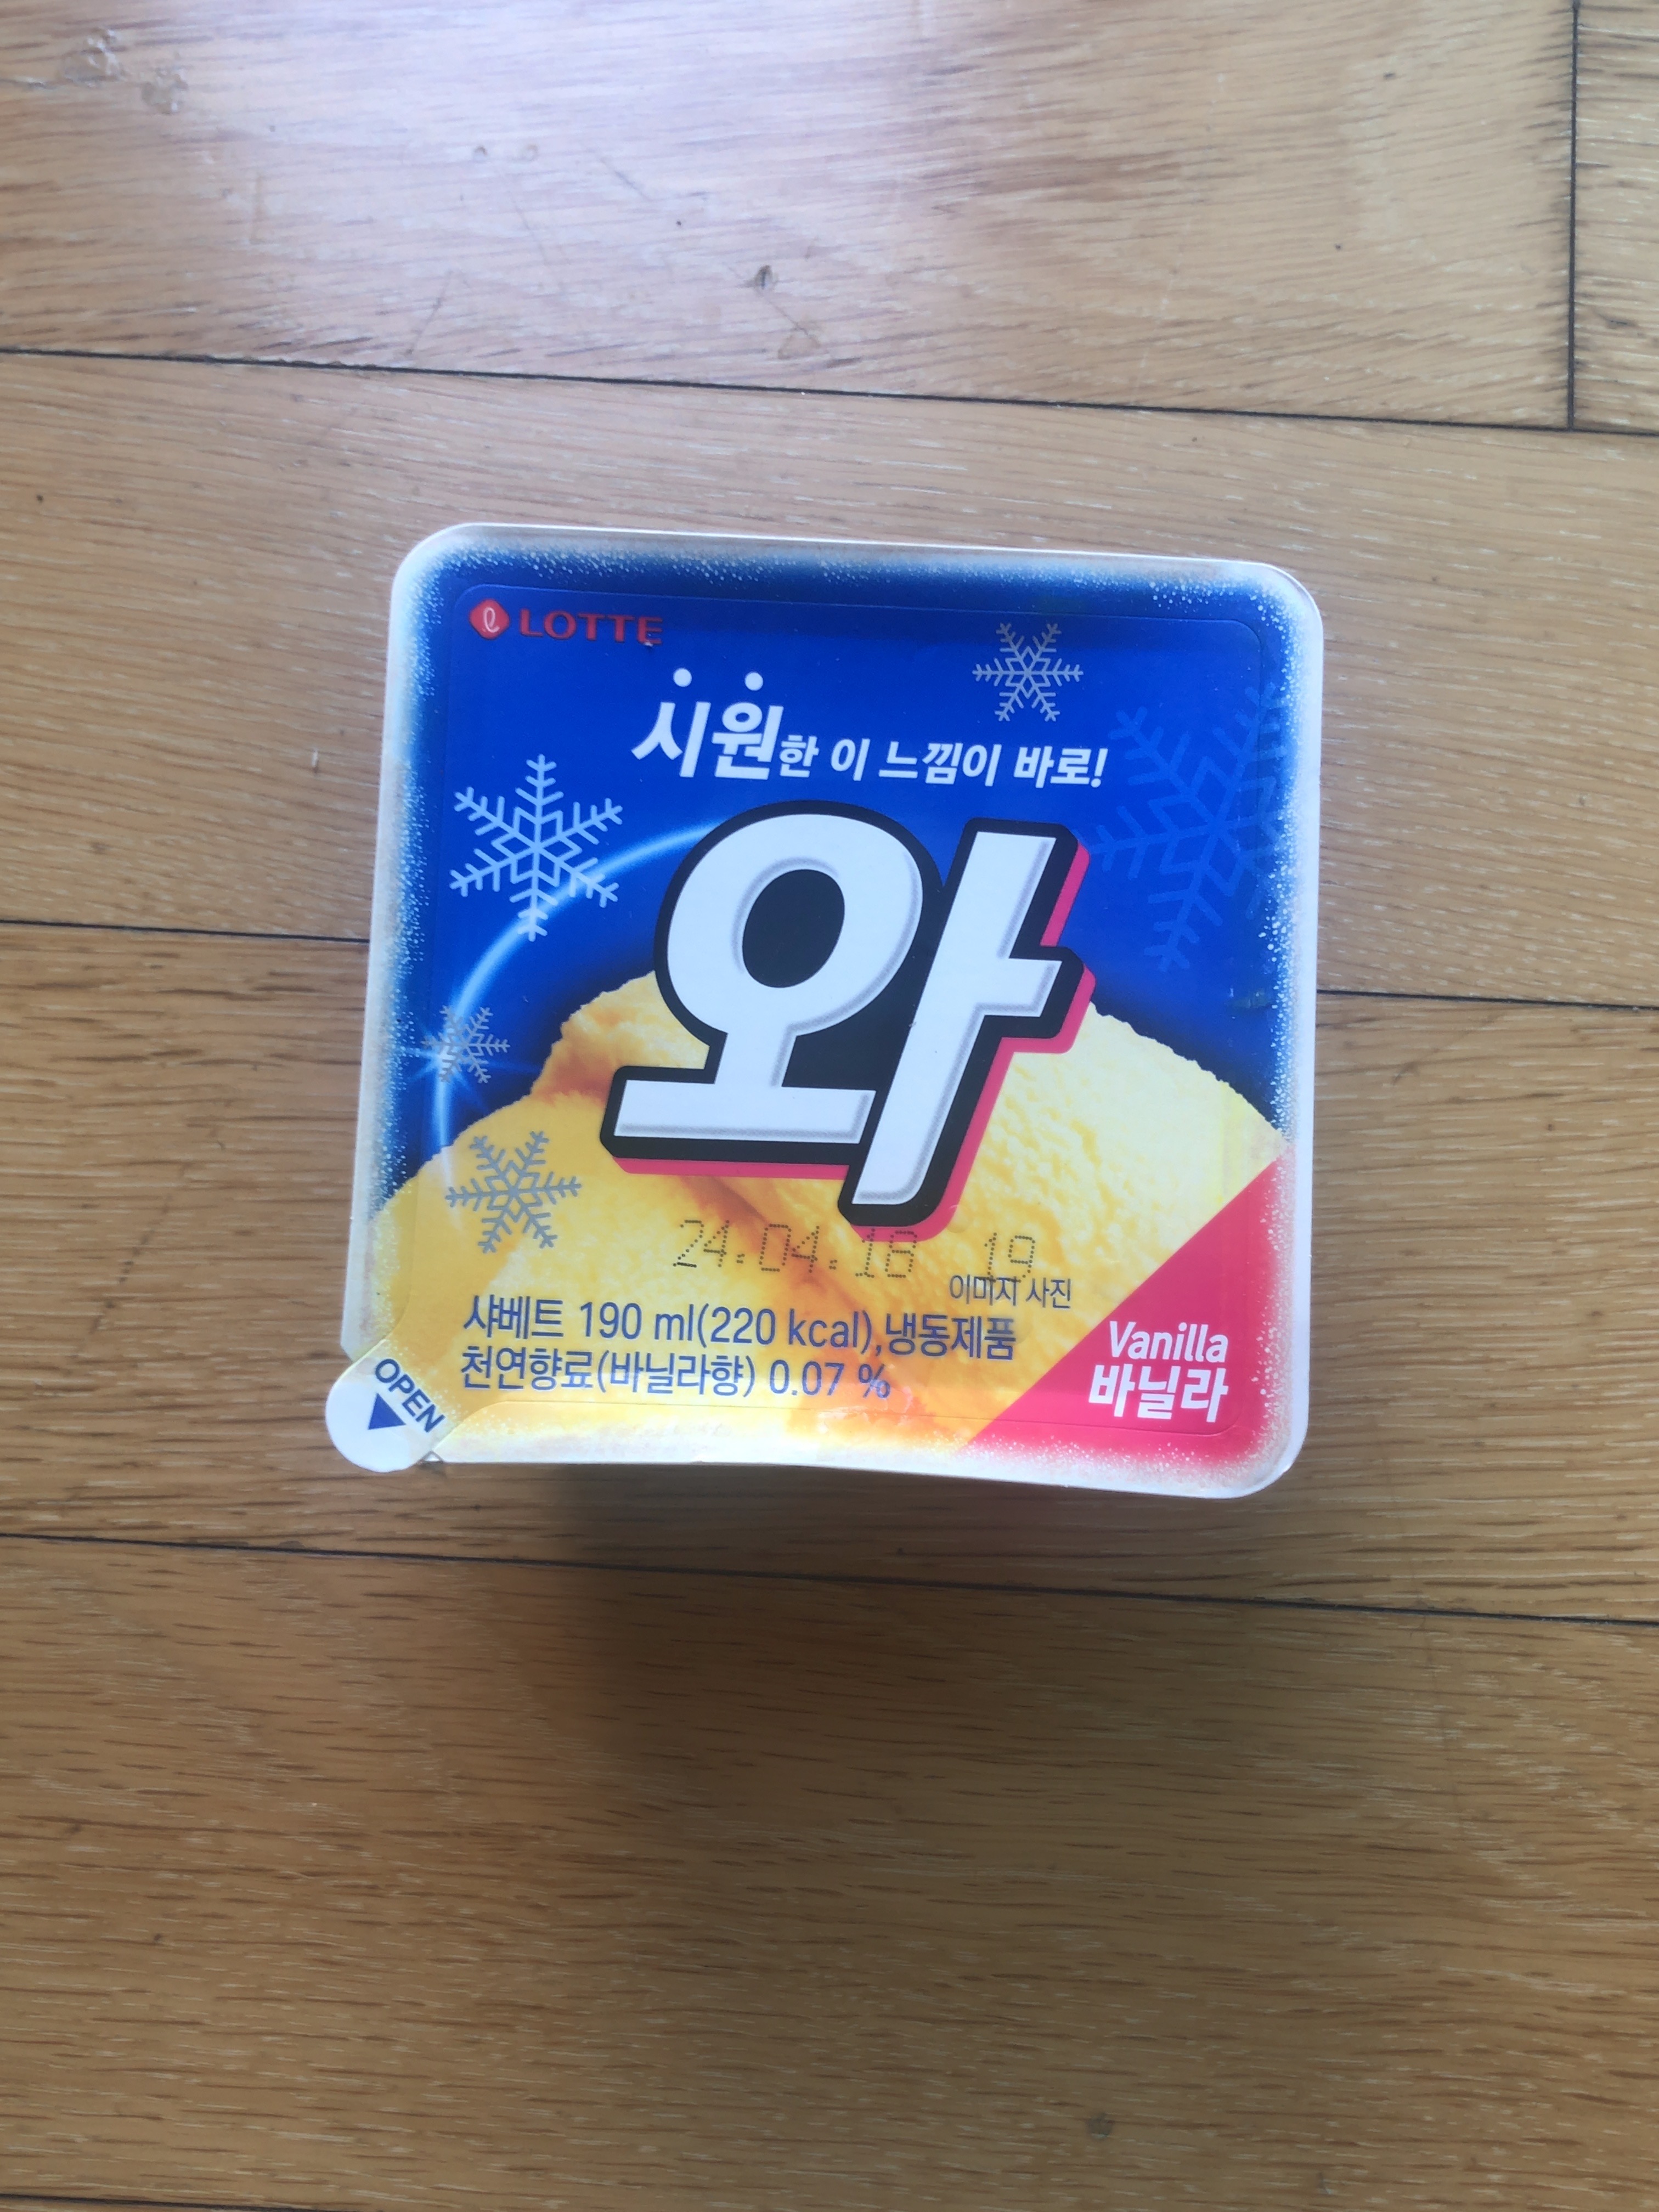 LOTTE
시원한 이 느낌이 바로!
와
24.04.18 19
이미지 사진
샤베트 190 ml(220 kcal),냉동제품
천연향료(바닐라향) 0.07 %
Vanilla
바닐라
OPEN